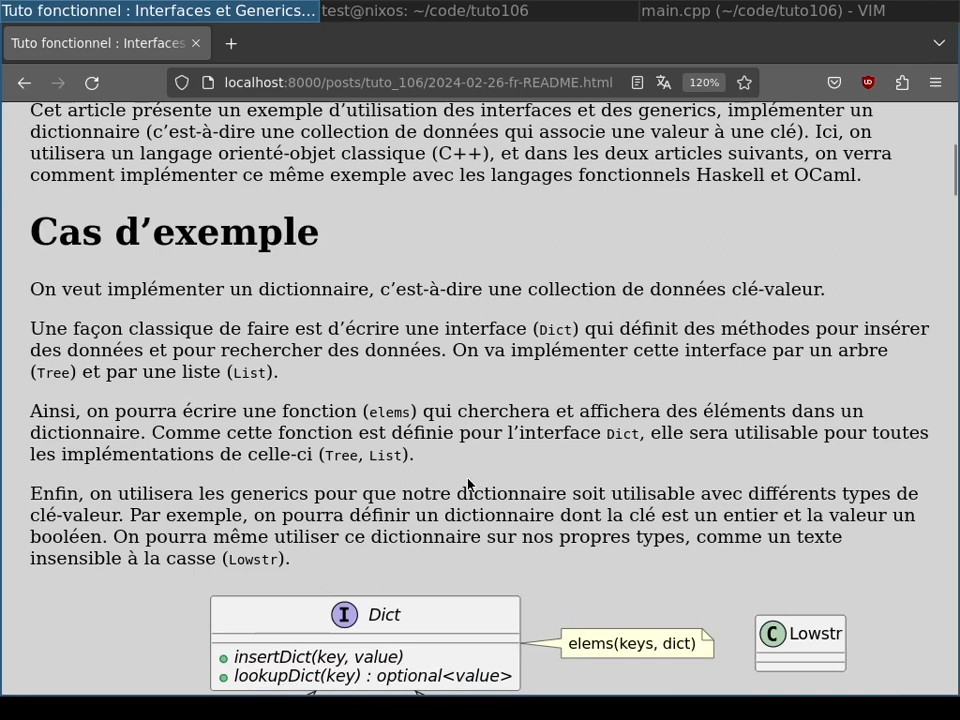 Tuto fonctionnel : Interfaces et Generics... test@nixos: ~/code/tuto106 main.cpp (~/code/tuto106) - VIM
Tuto fonctionnel : Interfaces
localhost:8000/posts/tuto_106/2024-02-26-fr-README.html 120%
Cet article présente un exemple d’utilisation des interfaces et des generics, implémenter un
dictionnaire (c’est-à-dire une collection de données qui associe une valeur à une clé). Ici, on
utilisera un langage orienté-objet classique (C++), et dans les deux articles suivants, on verra
comment implémenter ce même exemple avec les langages fonctionnels Haskell et OCaml.
Cas d’exemple
On veut implémenter un dictionnaire, c’est-à-dire une collection de données clé-valeur.
Une façon classique de faire est d’écrire une interface (Dict) qui définit des méthodes pour insérer
des données et pour rechercher des données. On va implémenter cette interface par un arbre
(Tree) et par une liste (List).
Ainsi, on pourra écrire une fonction (elems) qui cherchera et affichera des éléments dans un
dictionnaire. Comme cette fonction est définie pour l’interface Dict, elle sera utilisable pour toutes
les implémentations de celle-ci (Tree, List).
Enfin, on utilisera les generics pour que notre dictionnaire soit utilisable avec différents types de
clé-valeur. Par exemple, on pourra définir un dictionnaire dont la clé est un entier et la valeur un
booléen. On pourra même utiliser ce dictionnaire sur nos propres types, comme un texte
insensible à la casse (Lowstr).
I Dict
insertDict(key, value)
lookupDict(key) : optional<value>
elems(keys, dict)
C Lowstr